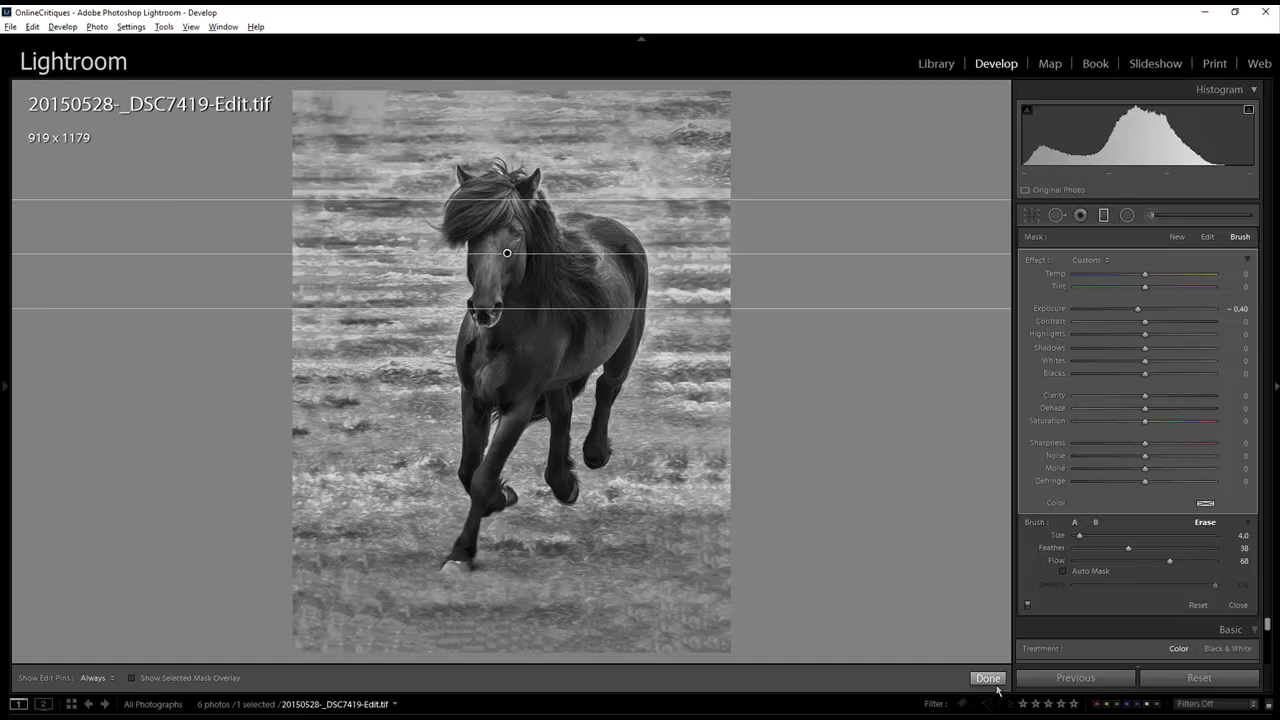 OnlineCritiques - Adobe Photoshop Lightroom - Develop
File Edit Develop Photo Settings Tools View Window Help
Lightroom
Library Develop Map Book Slideshow Print Web
20150528-_DSC7419-Edit.tif
919 x 1179
Histogram
Original Photo
Mask : New Edit Brush
Effect : Custom
Temp 0
Tint 0
Exposure – 0.40
Contrast 0
Highlights 0
Shadows 0
Whites 0
Blacks 0
Clarity 0
Dehaze 0
Saturation 0
Sharpness 0
Noise 0
Moiré 0
Defringe 0
Color
Brush : A B Erase
Size 4.0
Feather 38
Flow 68
Auto Mask
Density 100
Reset Close
Basic
Treatment : Color Black & White
Show Edit Pins : Always Show Selected Mask Overlay Done
Previous Reset
1 2 All Photographs 6 photos /1 selected /20150528-_DSC7419-Edit.tif Filter : Filters Off